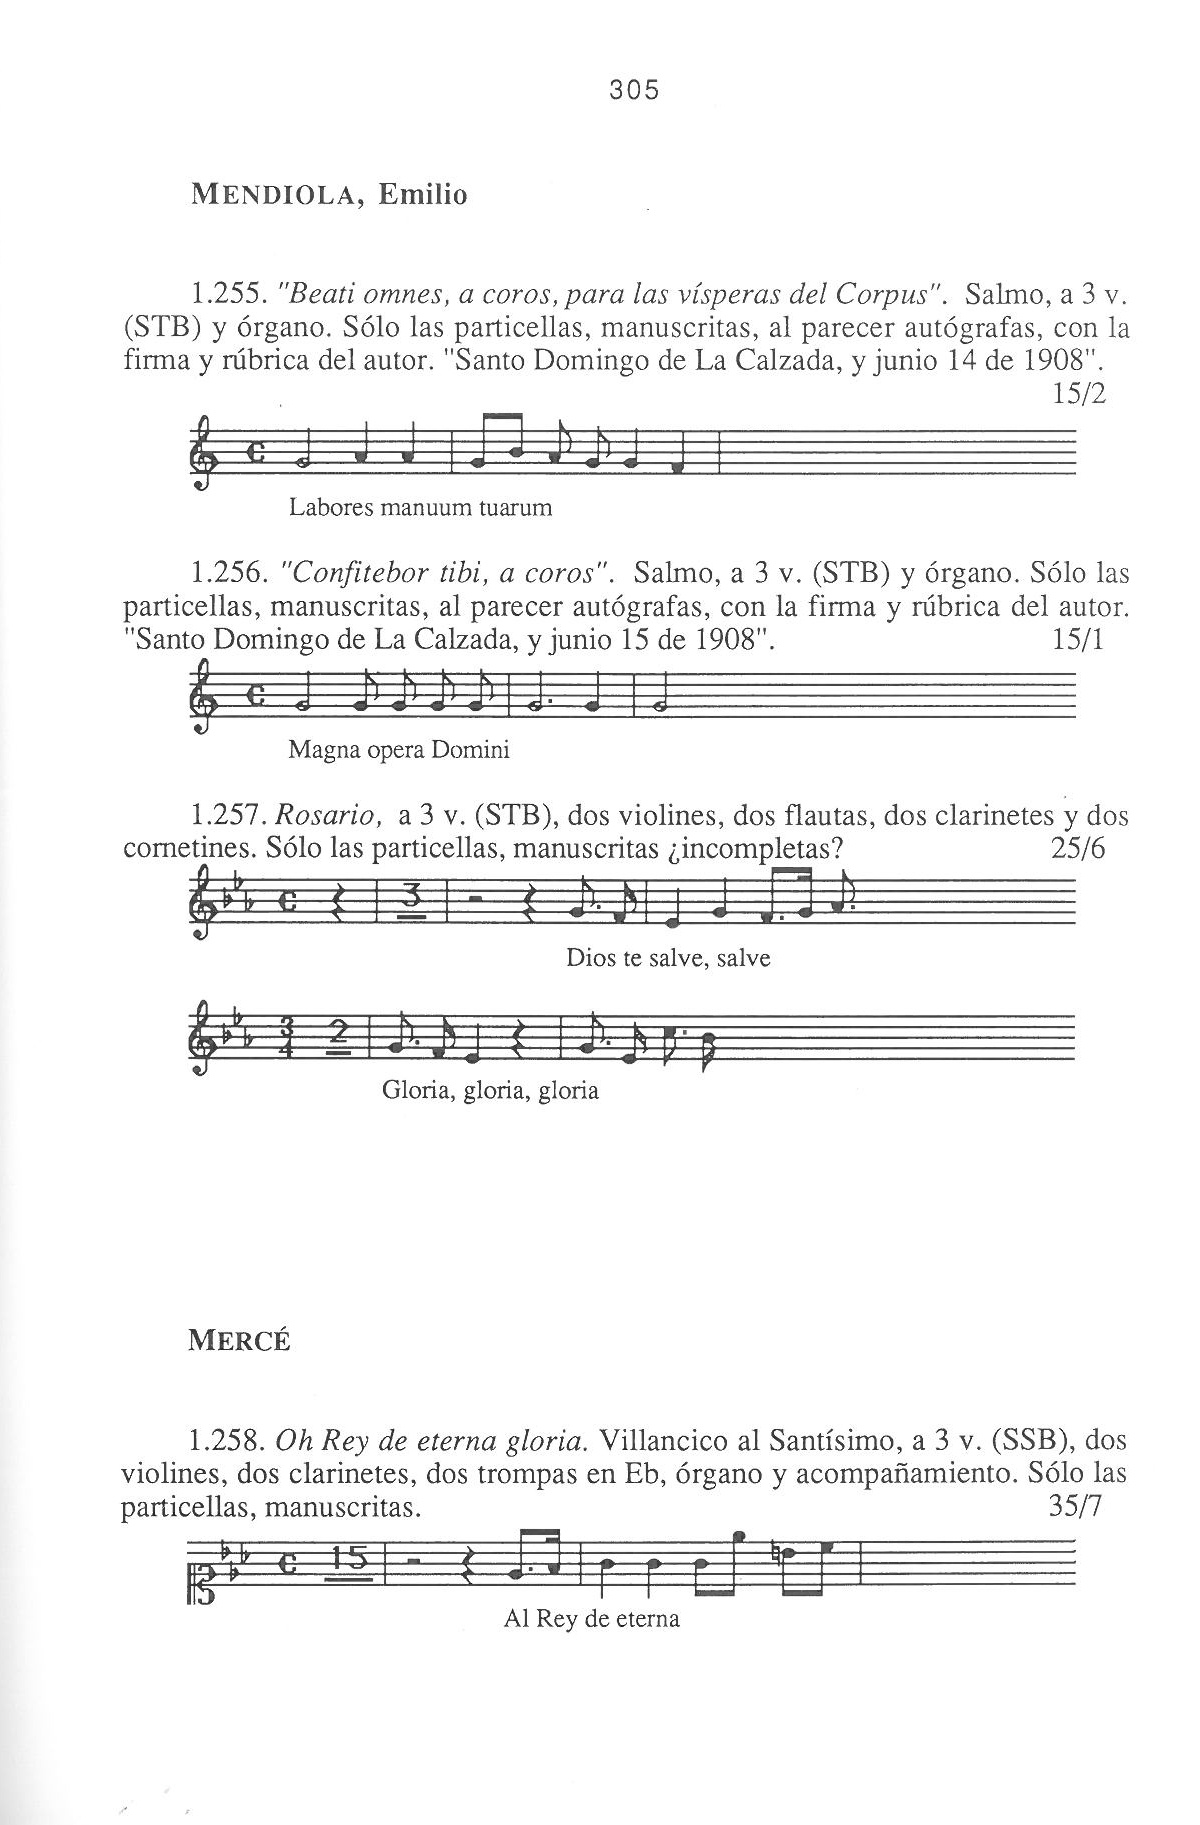 305
MENDIOLA, Emilio
1.255. "Beati omnes, a coros, para las vísperas del Corpus". Salmo, a 3 v.
(STB) y órgano. Sólo las particellas, manuscritas, al parecer autógrafas, con la
firma y rúbrica del autor. "Santo Domingo de La Calzada, y junio 14 de 1908".
15/2
Labores manuum tuarum
1.256. "Confitebor tibi, a coros". Salmo, a 3 v. (STB) y órgano. Sólo las
particellas, manuscritas, al parecer autógrafas, con la firma y rúbrica del autor.
"Santo Domingo de La Calzada, y junio 15 de 1908". 15/1
Magna opera Domini
1.257. Rosario, a 3 v. (STB), dos violines, dos flautas, dos clarinetes y dos
cornetines. Sólo las particellas, manuscritas ¿incompletas? 25/6
3
Dios te salve, salve
3/4 2
Gloria, gloria, gloria
MERCÉ
1.258. Oh Rey de eterna gloria. Villancico al Santísimo, a 3 v. (SSB), dos
violines, dos clarinetes, dos trompas en Eb, órgano y acompañamiento. Sólo las
particellas, manuscritas. 35/7
15
Al Rey de eterna